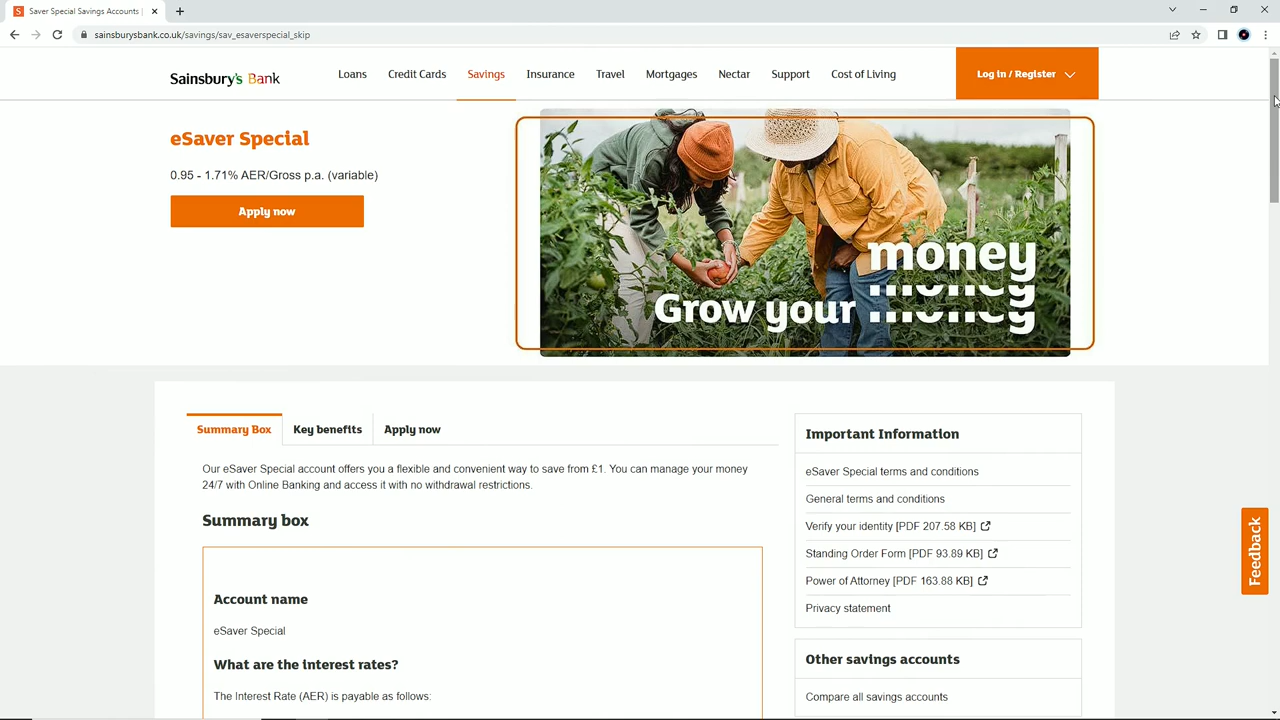 Saver Special Savings Accounts |
sainsburysbank.co.uk/savings/sav_esaverspecial_skip
Sainsbury's Bank
Loans
Credit Cards
Savings
Insurance
Travel
Mortgages
Nectar
Support
Cost of Living
Log in / Register
eSaver Special
0.95 - 1.71% AER/Gross p.a. (variable)
Apply now
money
Grow your money
Summary Box
Key benefits
Apply now
Our eSaver Special account offers you a flexible and convenient way to save from £1. You can manage your money
24/7 with Online Banking and access it with no withdrawal restrictions.
Summary box
Account name
eSaver Special
What are the interest rates?
The Interest Rate (AER) is payable as follows:
Important Information
eSaver Special terms and conditions
General terms and conditions
Verify your identity [PDF 207.58 KB]
Standing Order Form [PDF 93.89 KB]
Power of Attorney [PDF 163.88 KB]
Privacy statement
Other savings accounts
Compare all savings accounts
Feedback